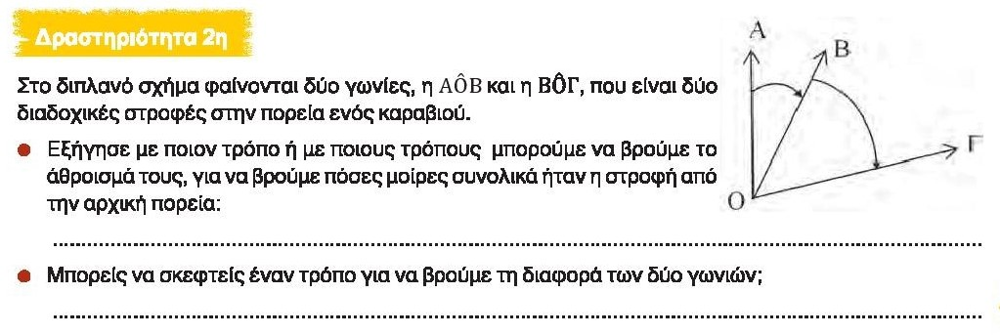 Δραστηριότητα 2η
Στο διπλανό σχήμα φαίνονται δύο γωνίες, η ΑÔΒ και η ΒÔΓ, που είναι δύο
διαδοχικές στροφές στην πορεία ενός καραβιού.
● Εξήγησε με ποιον τρόπο ή με ποιους τρόπους μπορούμε να βρούμε το
άθροισμά τους, για να βρούμε πόσες μοίρες συνολικά ήταν η στροφή από
την αρχική πορεία:
● Μπορείς να σκεφτείς έναν τρόπο για να βρούμε τη διαφορά των δύο γωνιών;
Α
Β
Γ
Ο